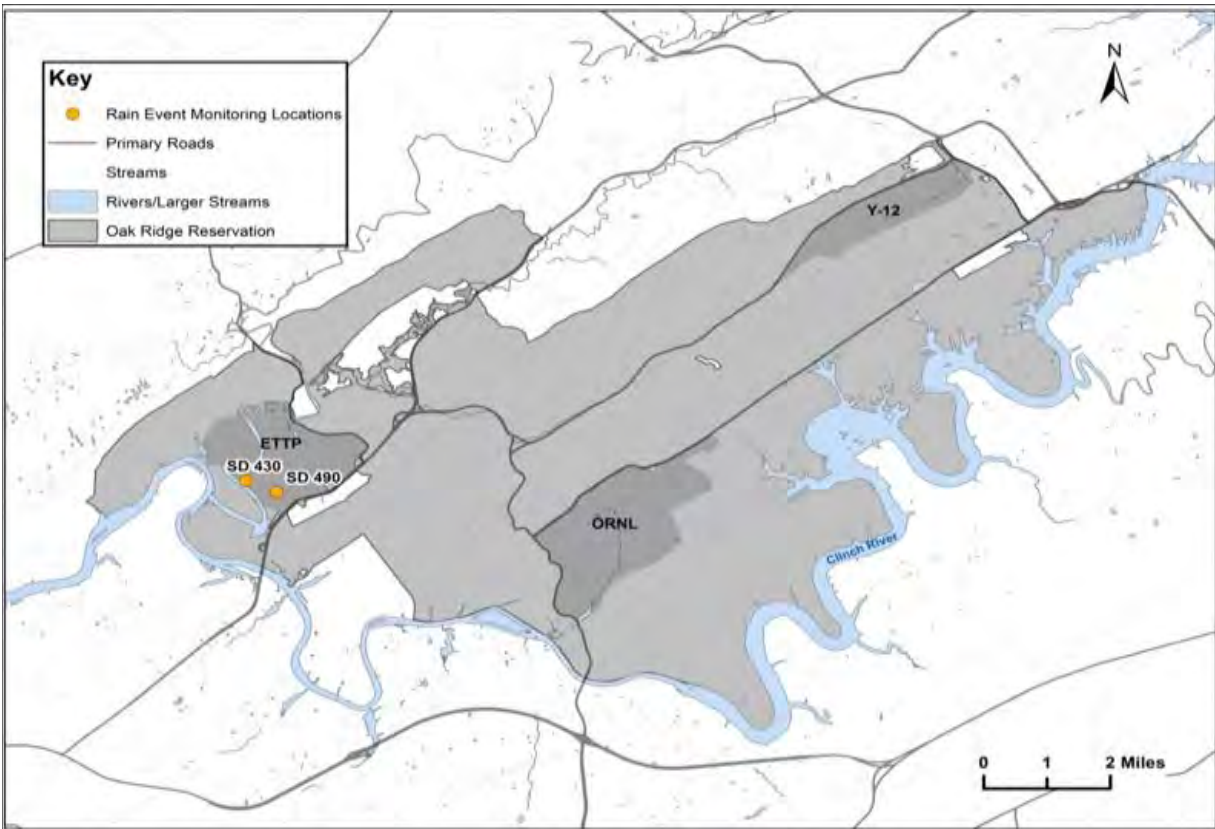 Key
Rain Event Monitoring Locations
Primary Roads
Streams
Rivers/Larger Streams
Oak Ridge Reservation
N
Y-12
ETTP
SD 430
SD 490
ORNL
Clinch River
0 1 2 Miles